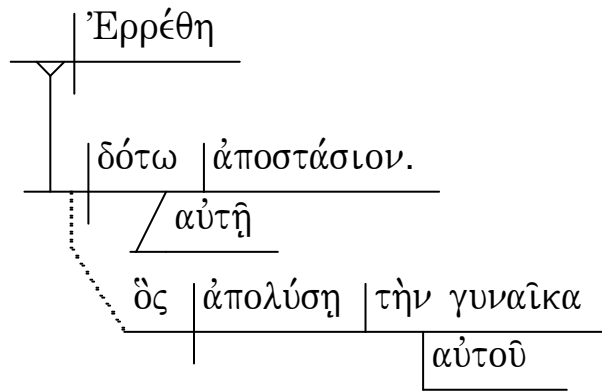 Ἐρρέθη
δότω ἀποστάσιον.
αὐτῇ
ὃς ἀπολύσῃ τὴν γυναῖκα
αὐτοῦ